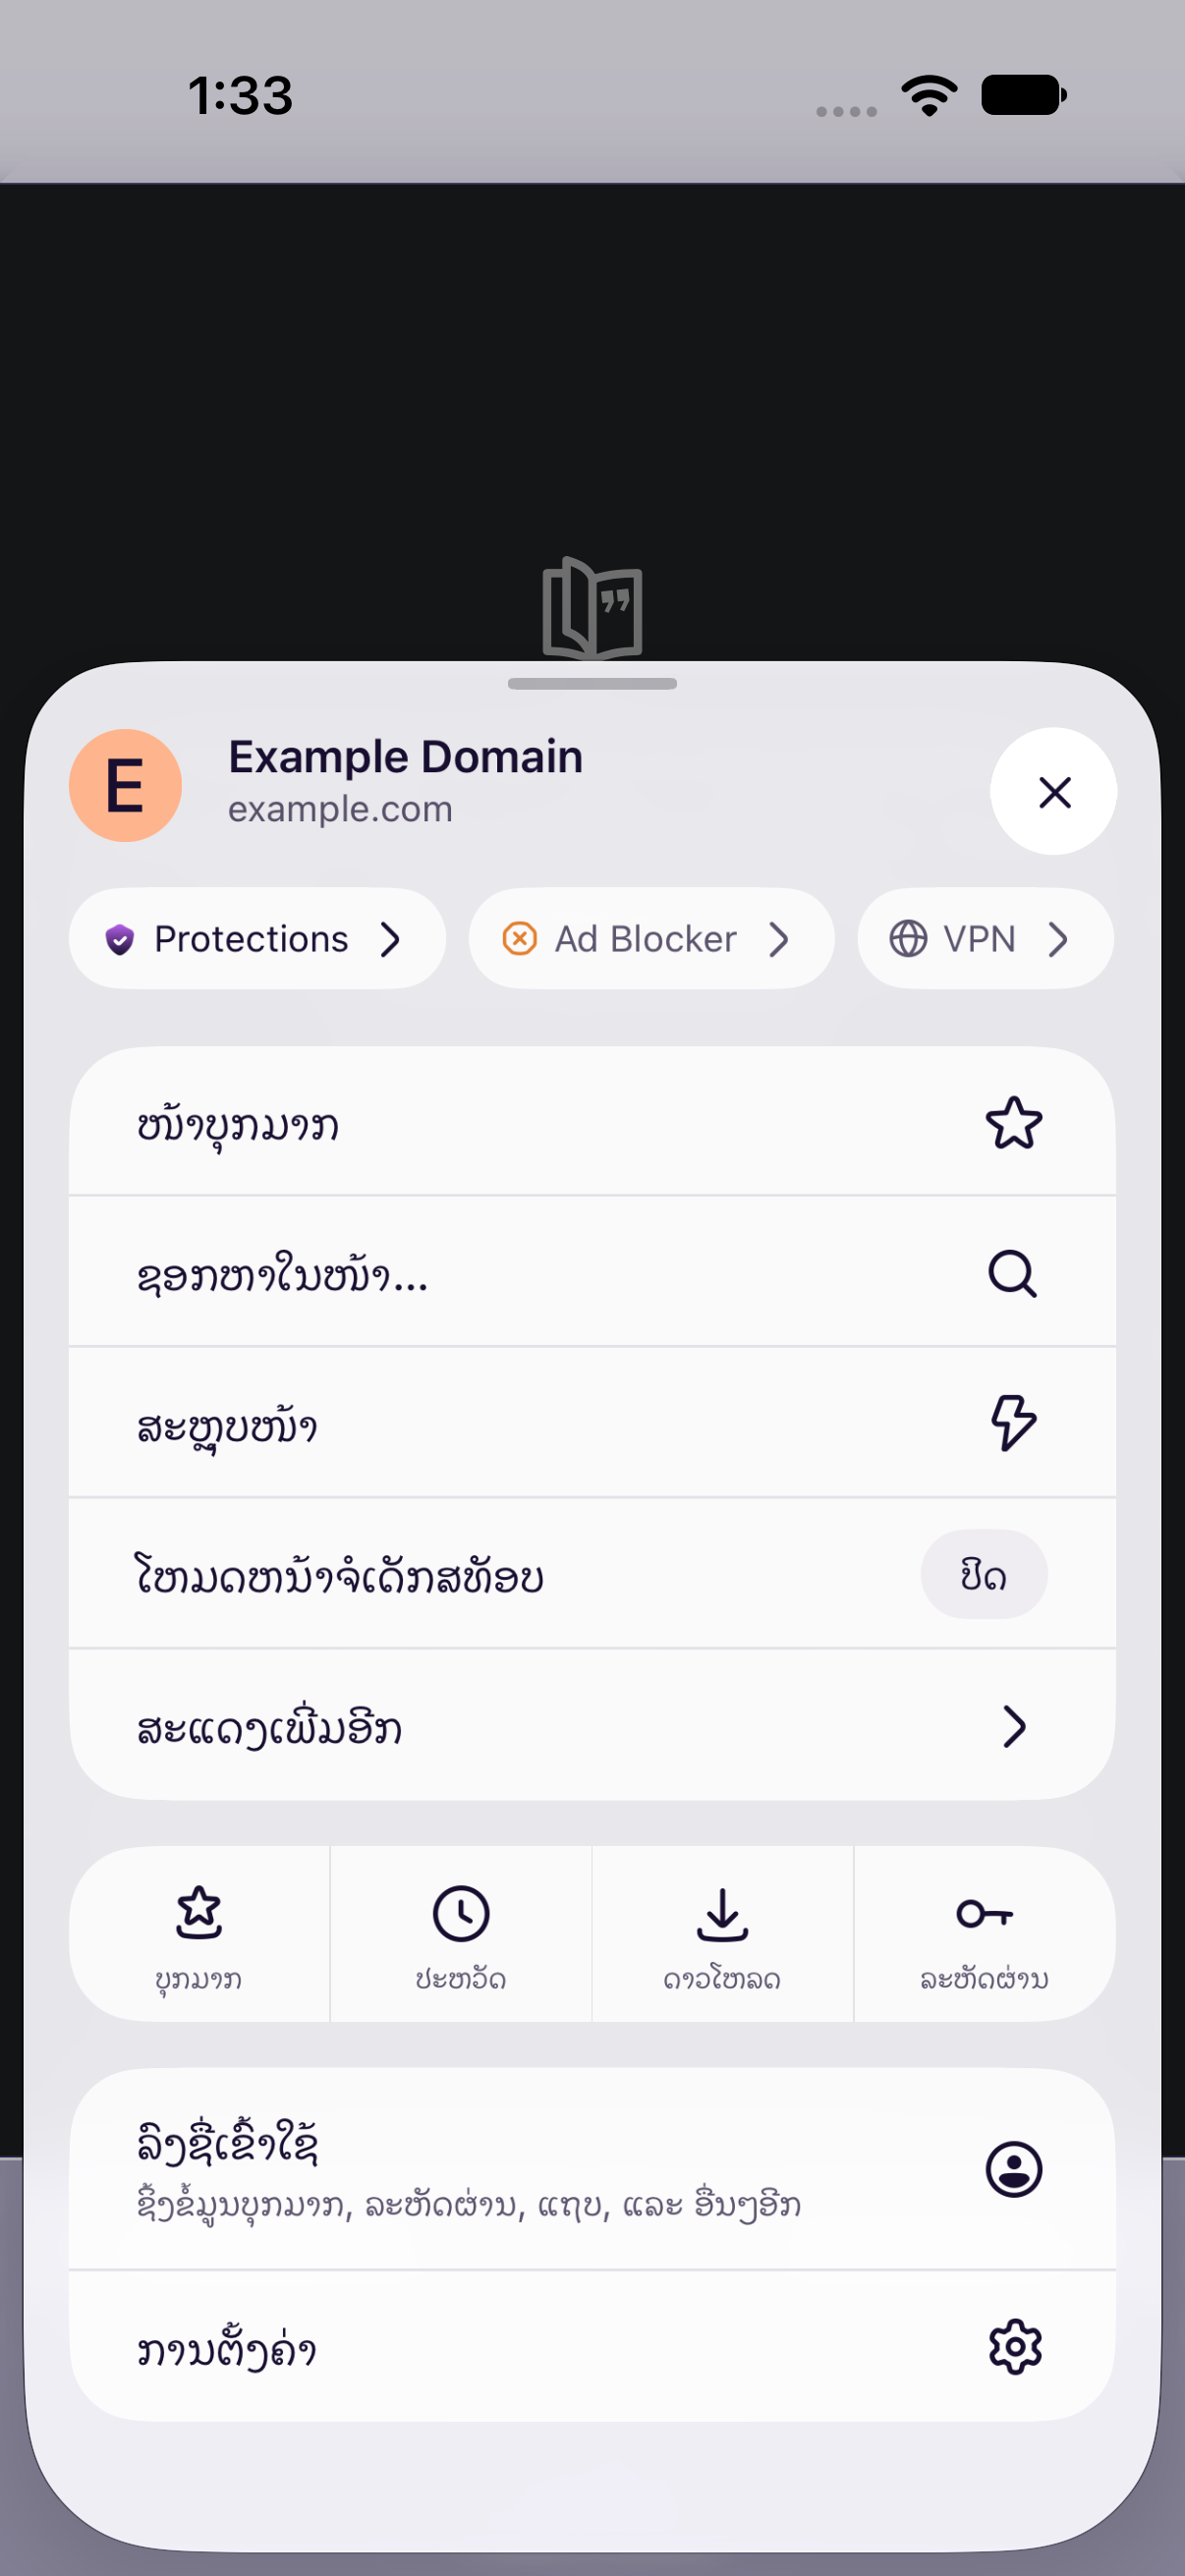 1:33
E
Example Domain
example.com
Protections
Ad Blocker
VPN
ໜ້າບຸກມາກ
ຊອກຫາໃນໜ້າ...
ສະຫຼຸບໜ້າ
ໂຫມດຫນ້າຈໍເດັກສທັອບ
ປິດ
ສະແດງເພີ່ມອີກ
ບຸກມາກ
ປະຫວັດ
ດາວໂຫລດ
ລະຫັດຜ່ານ
ລົງຊື່ເຂົ້າໃຊ້
ຊິ້ງຂໍ້ມູນບຸກມາກ, ລະຫັດຜ່ານ, ແຖບ, ແລະ ອື່ນໆອີກ
ການຕັ້ງຄ່າ